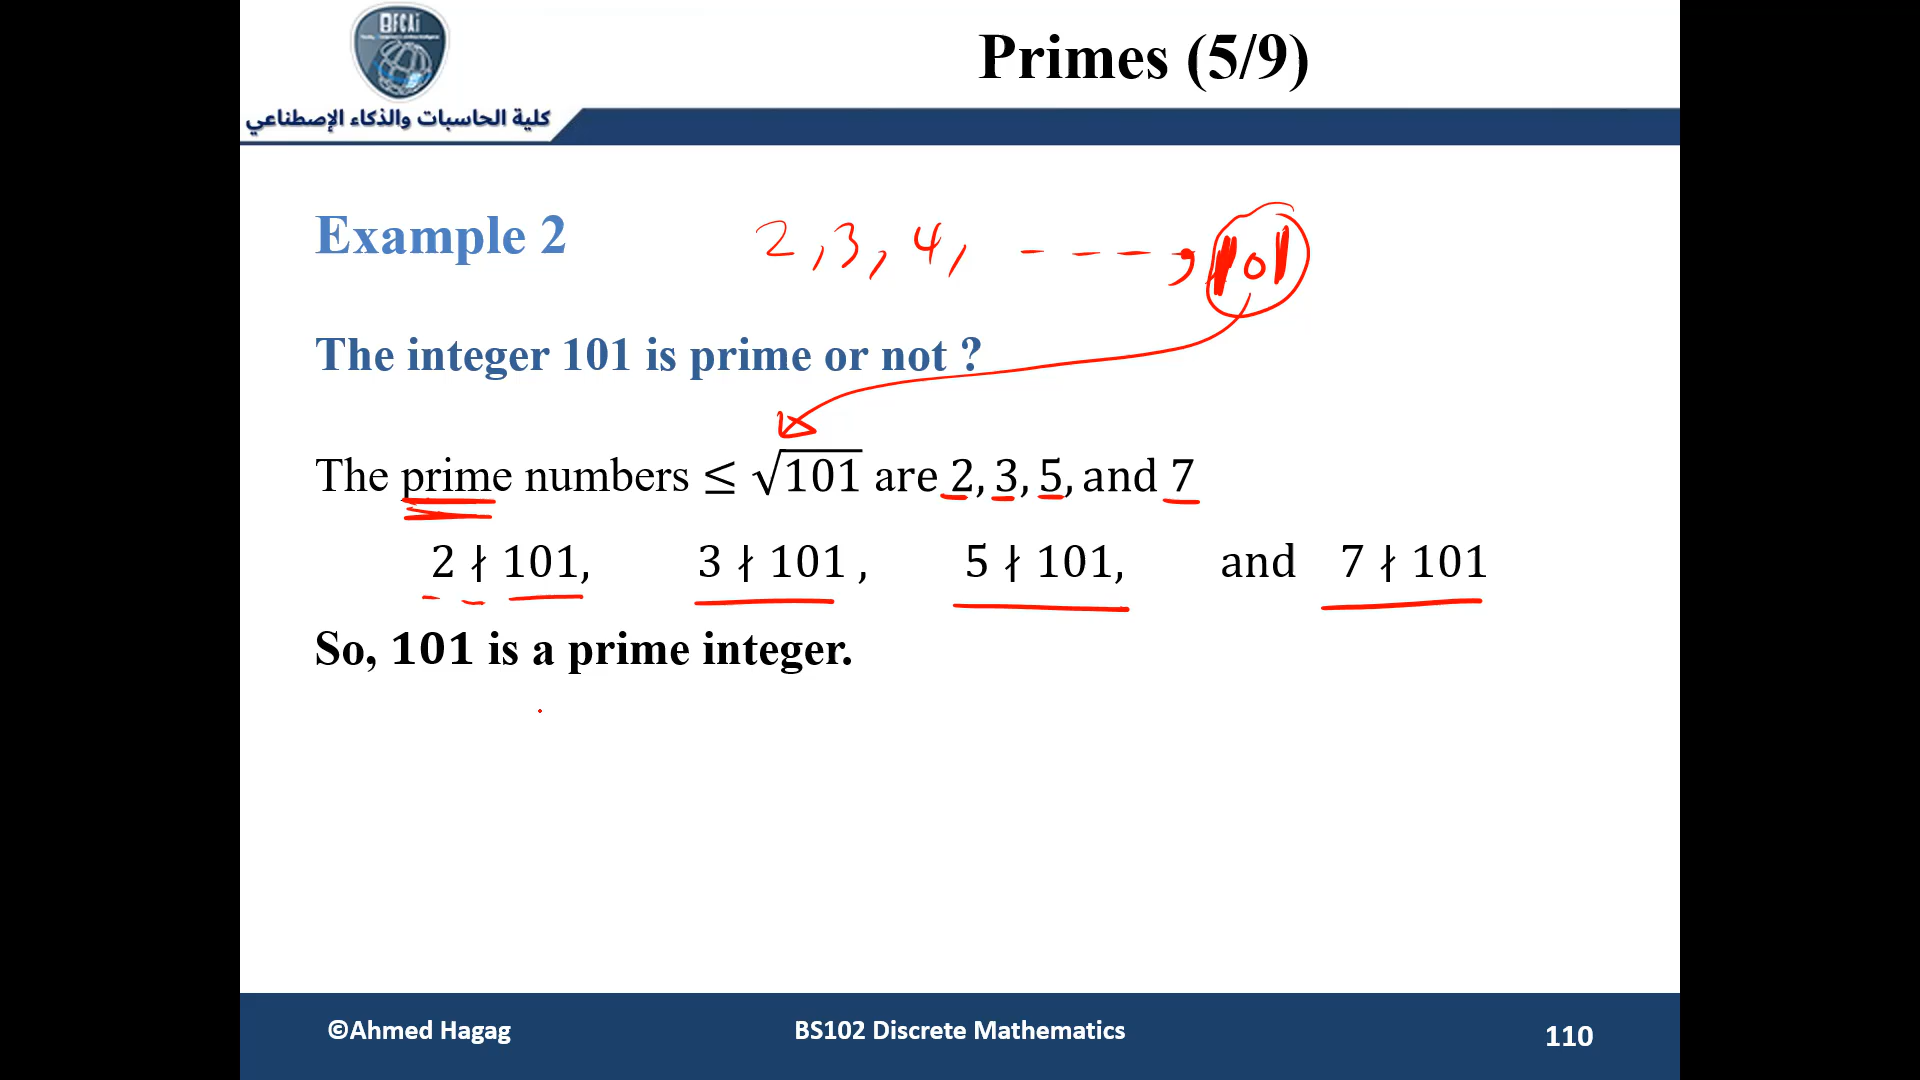 FCAi
Primes (5/9)
كلية الحاسبات والذكاء الإصطناعي
Example 2
2, 3, 4, - - - -, 101
The integer 101 is prime or not ?
The prime numbers ≤ √101 are 2, 3, 5, and 7
2 ∤ 101, 3 ∤ 101 , 5 ∤ 101, and 7 ∤ 101
So, 101 is a prime integer.
©Ahmed Hagag BS102 Discrete Mathematics 110